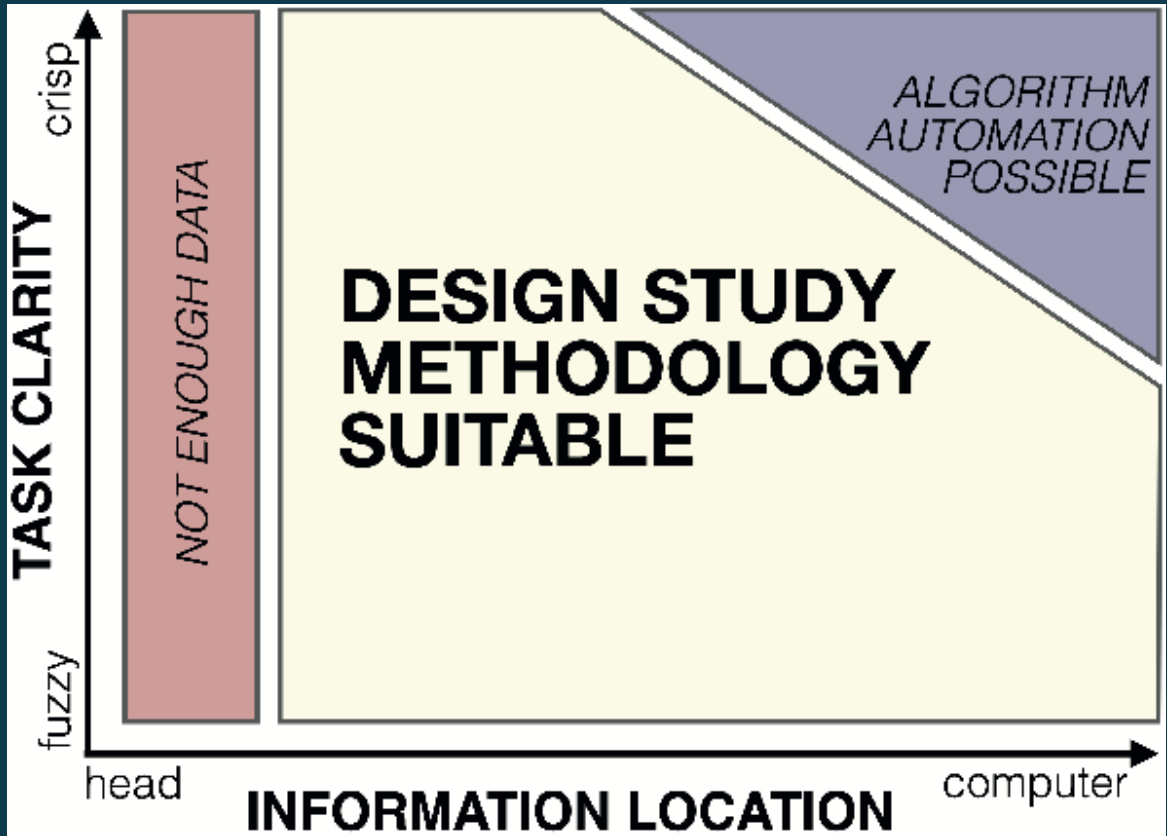 crisp
TASK CLARITY
fuzzy
NOT ENOUGH DATA
DESIGN STUDY
METHODOLOGY
SUITABLE
ALGORITHM
AUTOMATION
POSSIBLE
head
computer
INFORMATION LOCATION